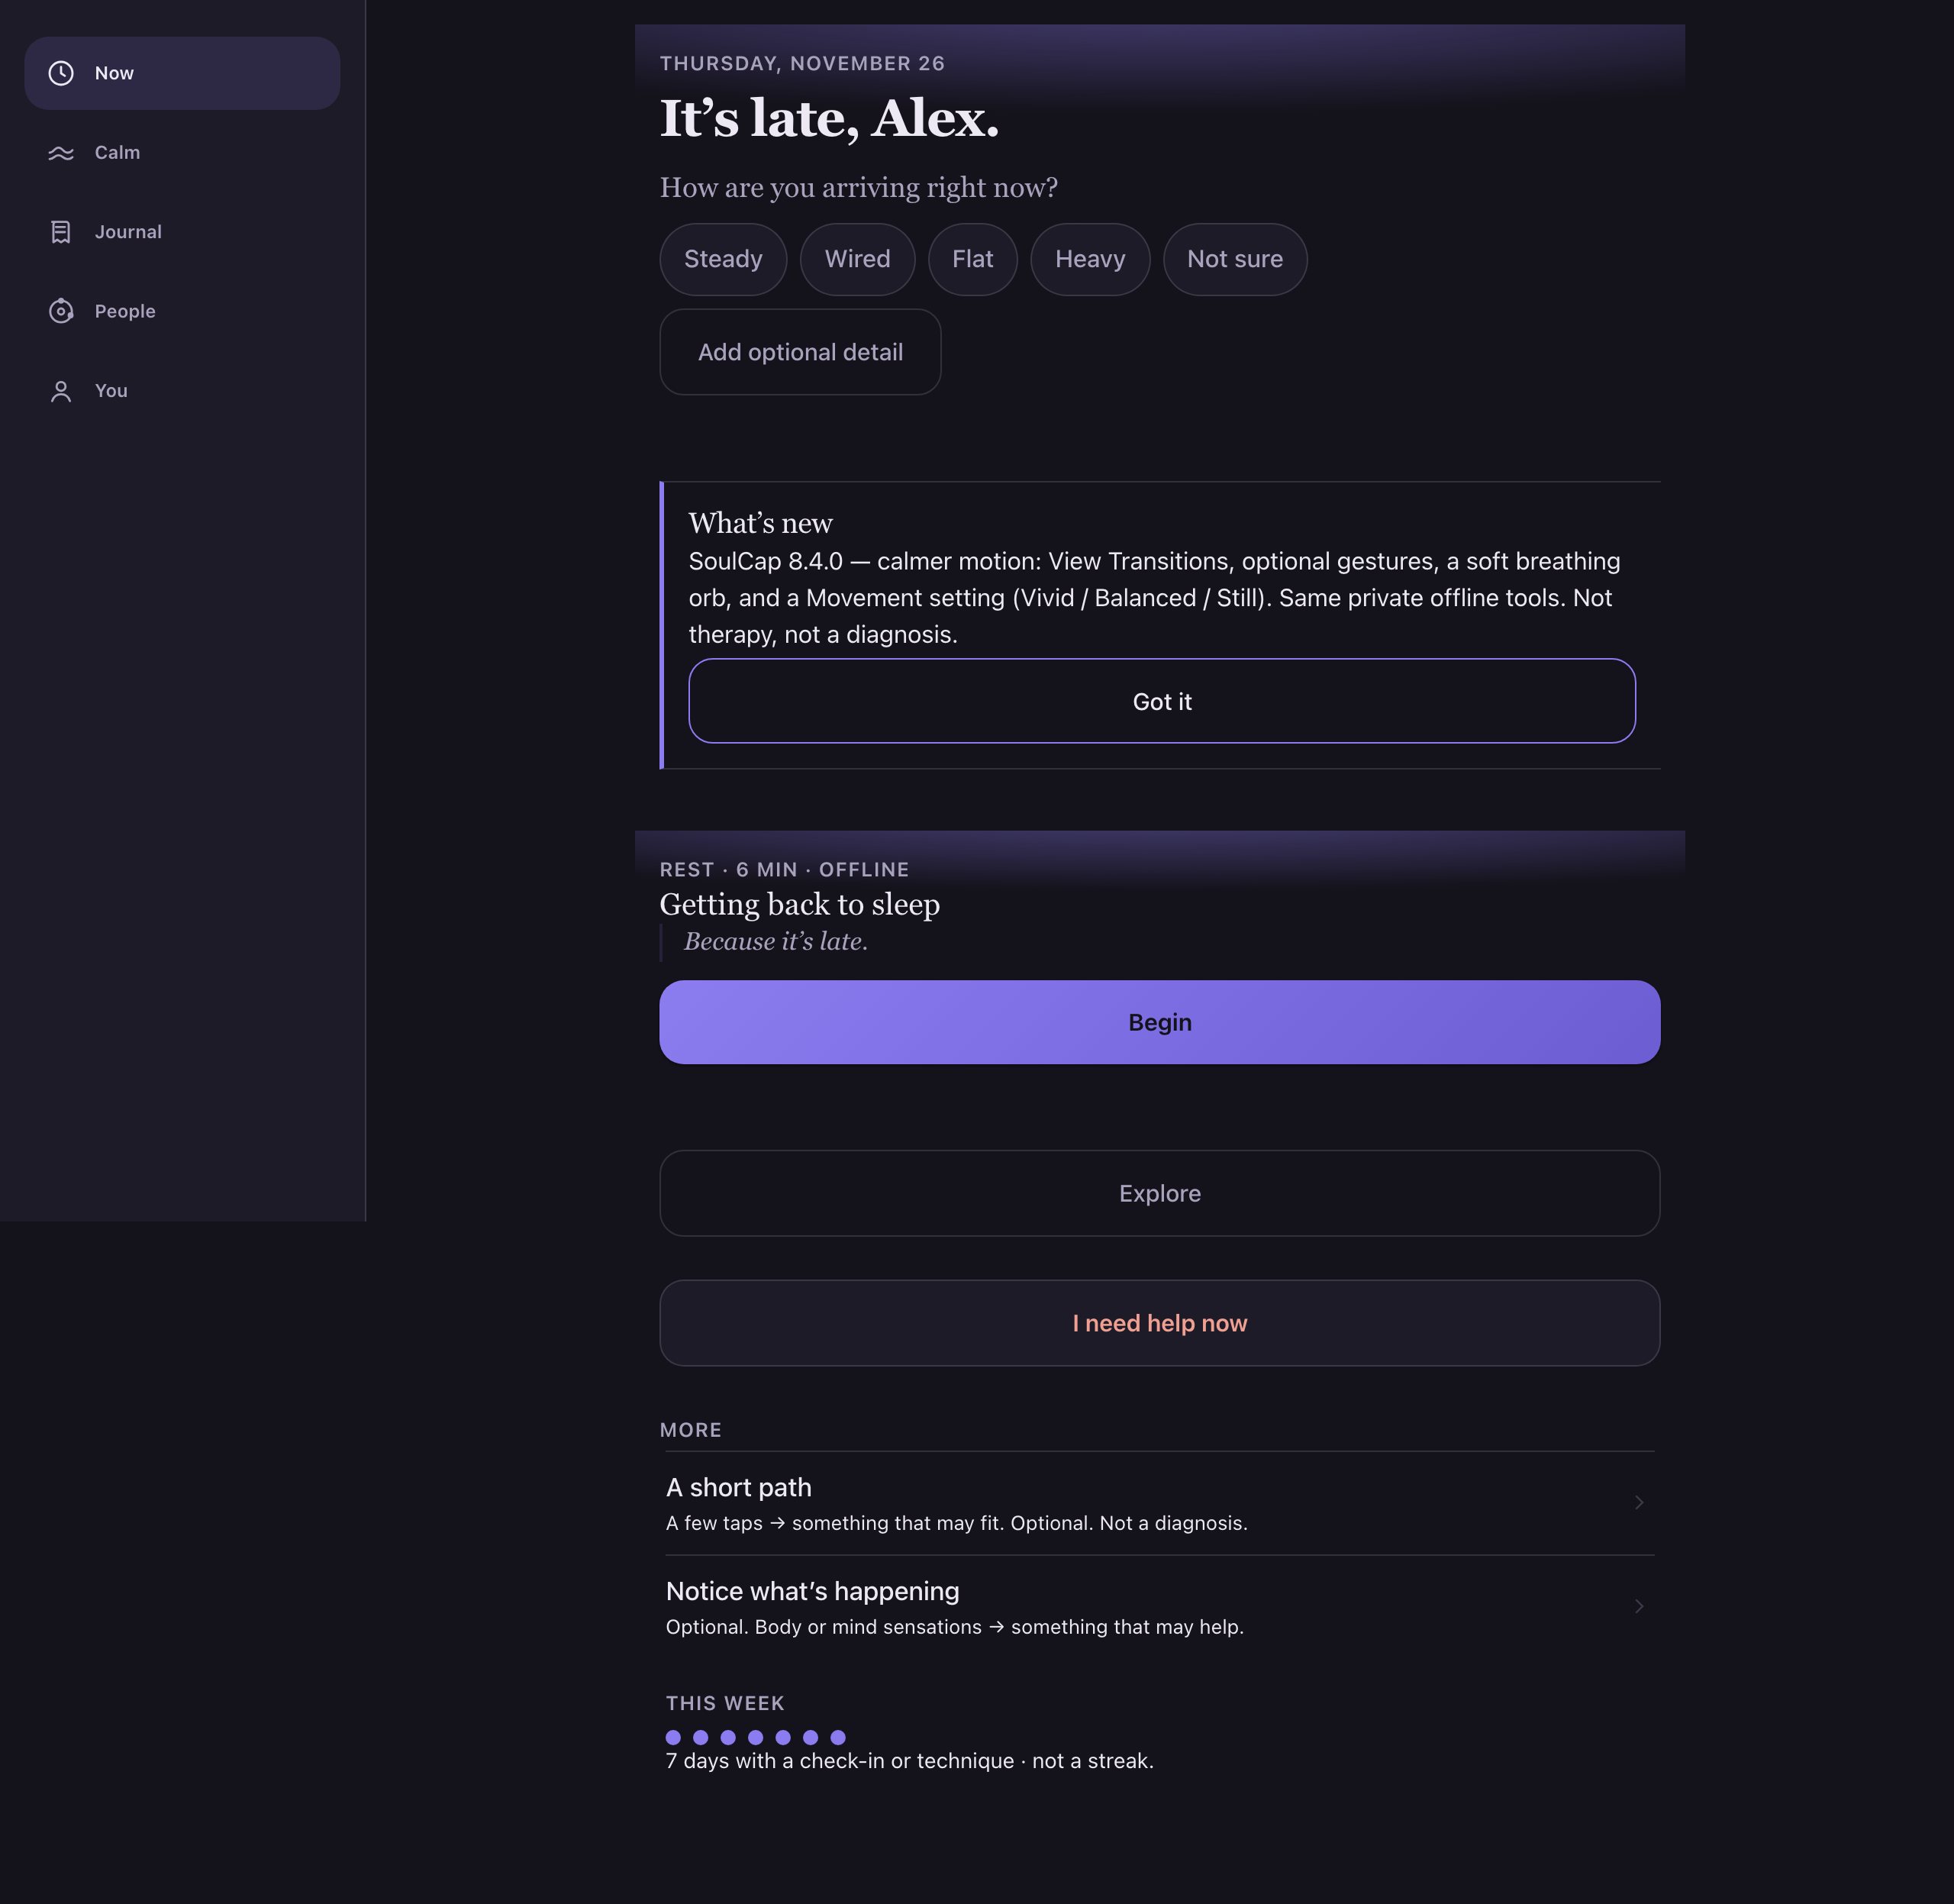 Now
Calm
Journal
People
You
THURSDAY, NOVEMBER 26
It’s late, Alex.
How are you arriving right now?
Steady
Wired
Flat
Heavy
Not sure
Add optional detail
What’s new
SoulCap 8.4.0 — calmer motion: View Transitions, optional gestures, a soft breathing
orb, and a Movement setting (Vivid / Balanced / Still). Same private offline tools. Not
therapy, not a diagnosis.
Got it
REST · 6 MIN · OFFLINE
Getting back to sleep
Because it’s late.
Begin
Explore
I need help now
MORE
A short path
A few taps → something that may fit. Optional. Not a diagnosis.
Notice what’s happening
Optional. Body or mind sensations → something that may help.
THIS WEEK
7 days with a check-in or technique · not a streak.